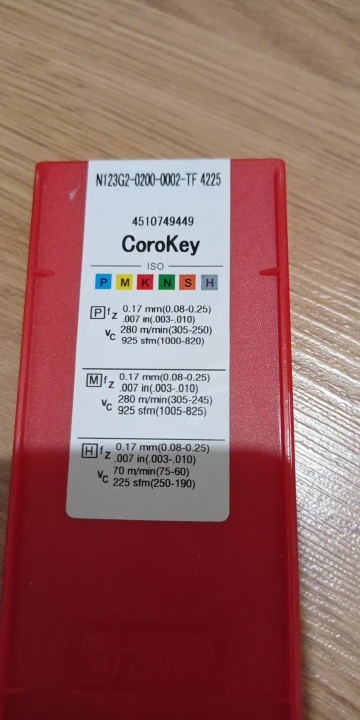 N123G2-0200-0002-TF 4225
4510749449
CoroKey
ISO
P M K N S H
P fz 0.17 mm(0.08-0.25)
.007 in(.003-.010)
vc 280 m/min(305-250)
925 sfm(1000-820)
M fz 0.17 mm(0.08-0.25)
.007 in(.003-.010)
vc 280 m/min(305-245)
925 sfm(1005-825)
H fz 0.17 mm(0.08-0.25)
.007 in(.003-.010)
vc 70 m/min(75-60)
225 sfm(250-190)